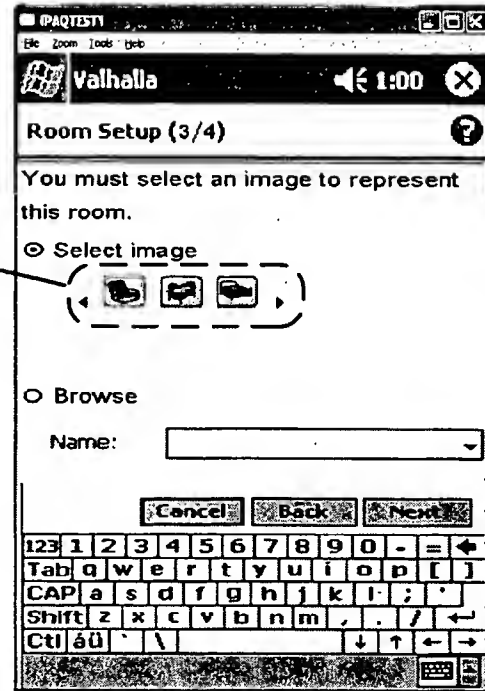 IPAQTEST1
File Zoom Tools Help
Valhalla 1:00
Room Setup (3/4)
You must select an image to represent
this room.
Select image
Browse
Name:
Cancel Back Next
123 1 2 3 4 5 6 7 8 9 0 - =
Tab q w e r t y u i o p [ ]
CAP a s d f g h j k l ; '
Shift z x c v b n m , . /
Ctl áü ` \ ↓ ↑ ← →